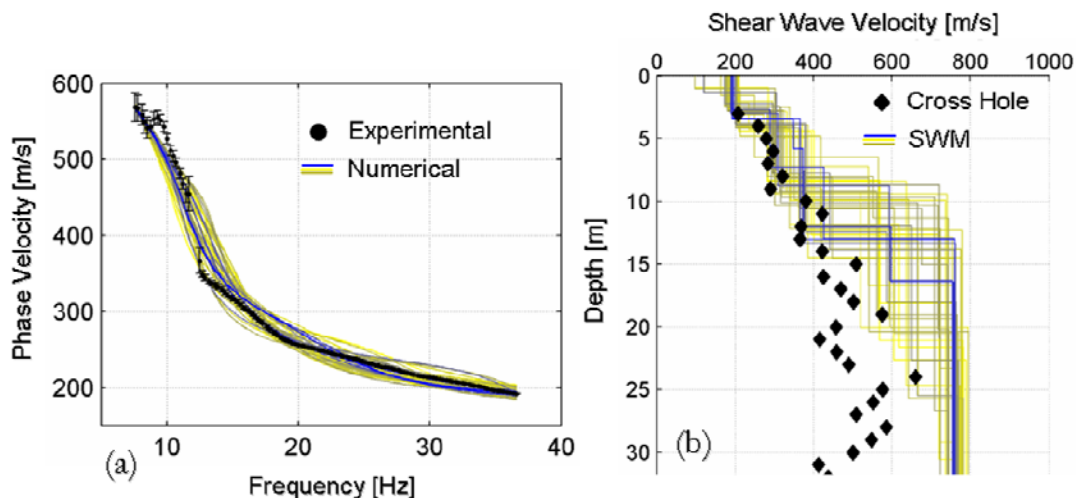 Phase Velocity [m/s]
600
500
400
300
200
Experimental
Numerical
10
20
30
40
Frequency [Hz]
(a)
Shear Wave Velocity [m/s]
0
200
400
600
800
1000
Depth [m]
0
5
10
15
20
25
30
Cross Hole
SWM
(b)